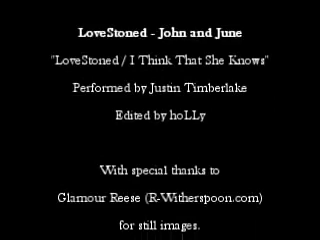 LoveStoned - John and June
"LoveStoned / I Think That She Knows"
Performed by Justin Timberlake
Edited by hoLLy
With special thanks to
Glamour Reese (R-Witherspoon.com)
for still images.